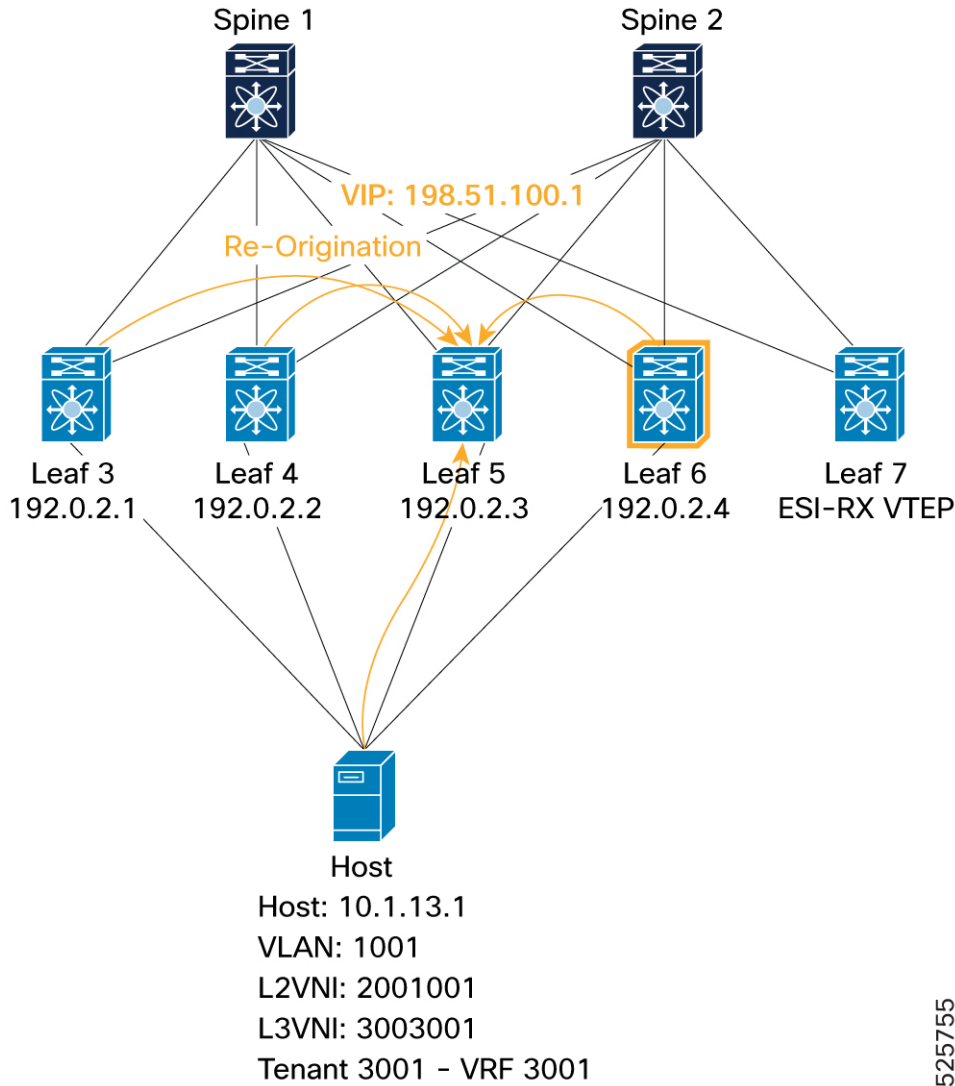 Spine 1
Spine 2
VIP: 198.51.100.1
Re-Origination
Leaf 3
192.0.2.1
Leaf 4
192.0.2.2
Leaf 5
192.0.2.3
Leaf 6
192.0.2.4
Leaf 7
ESI-RX VTEP
Host
Host: 10.1.13.1
VLAN: 1001
L2VNI: 2001001
L3VNI: 3003001
Tenant 3001 - VRF 3001
525755